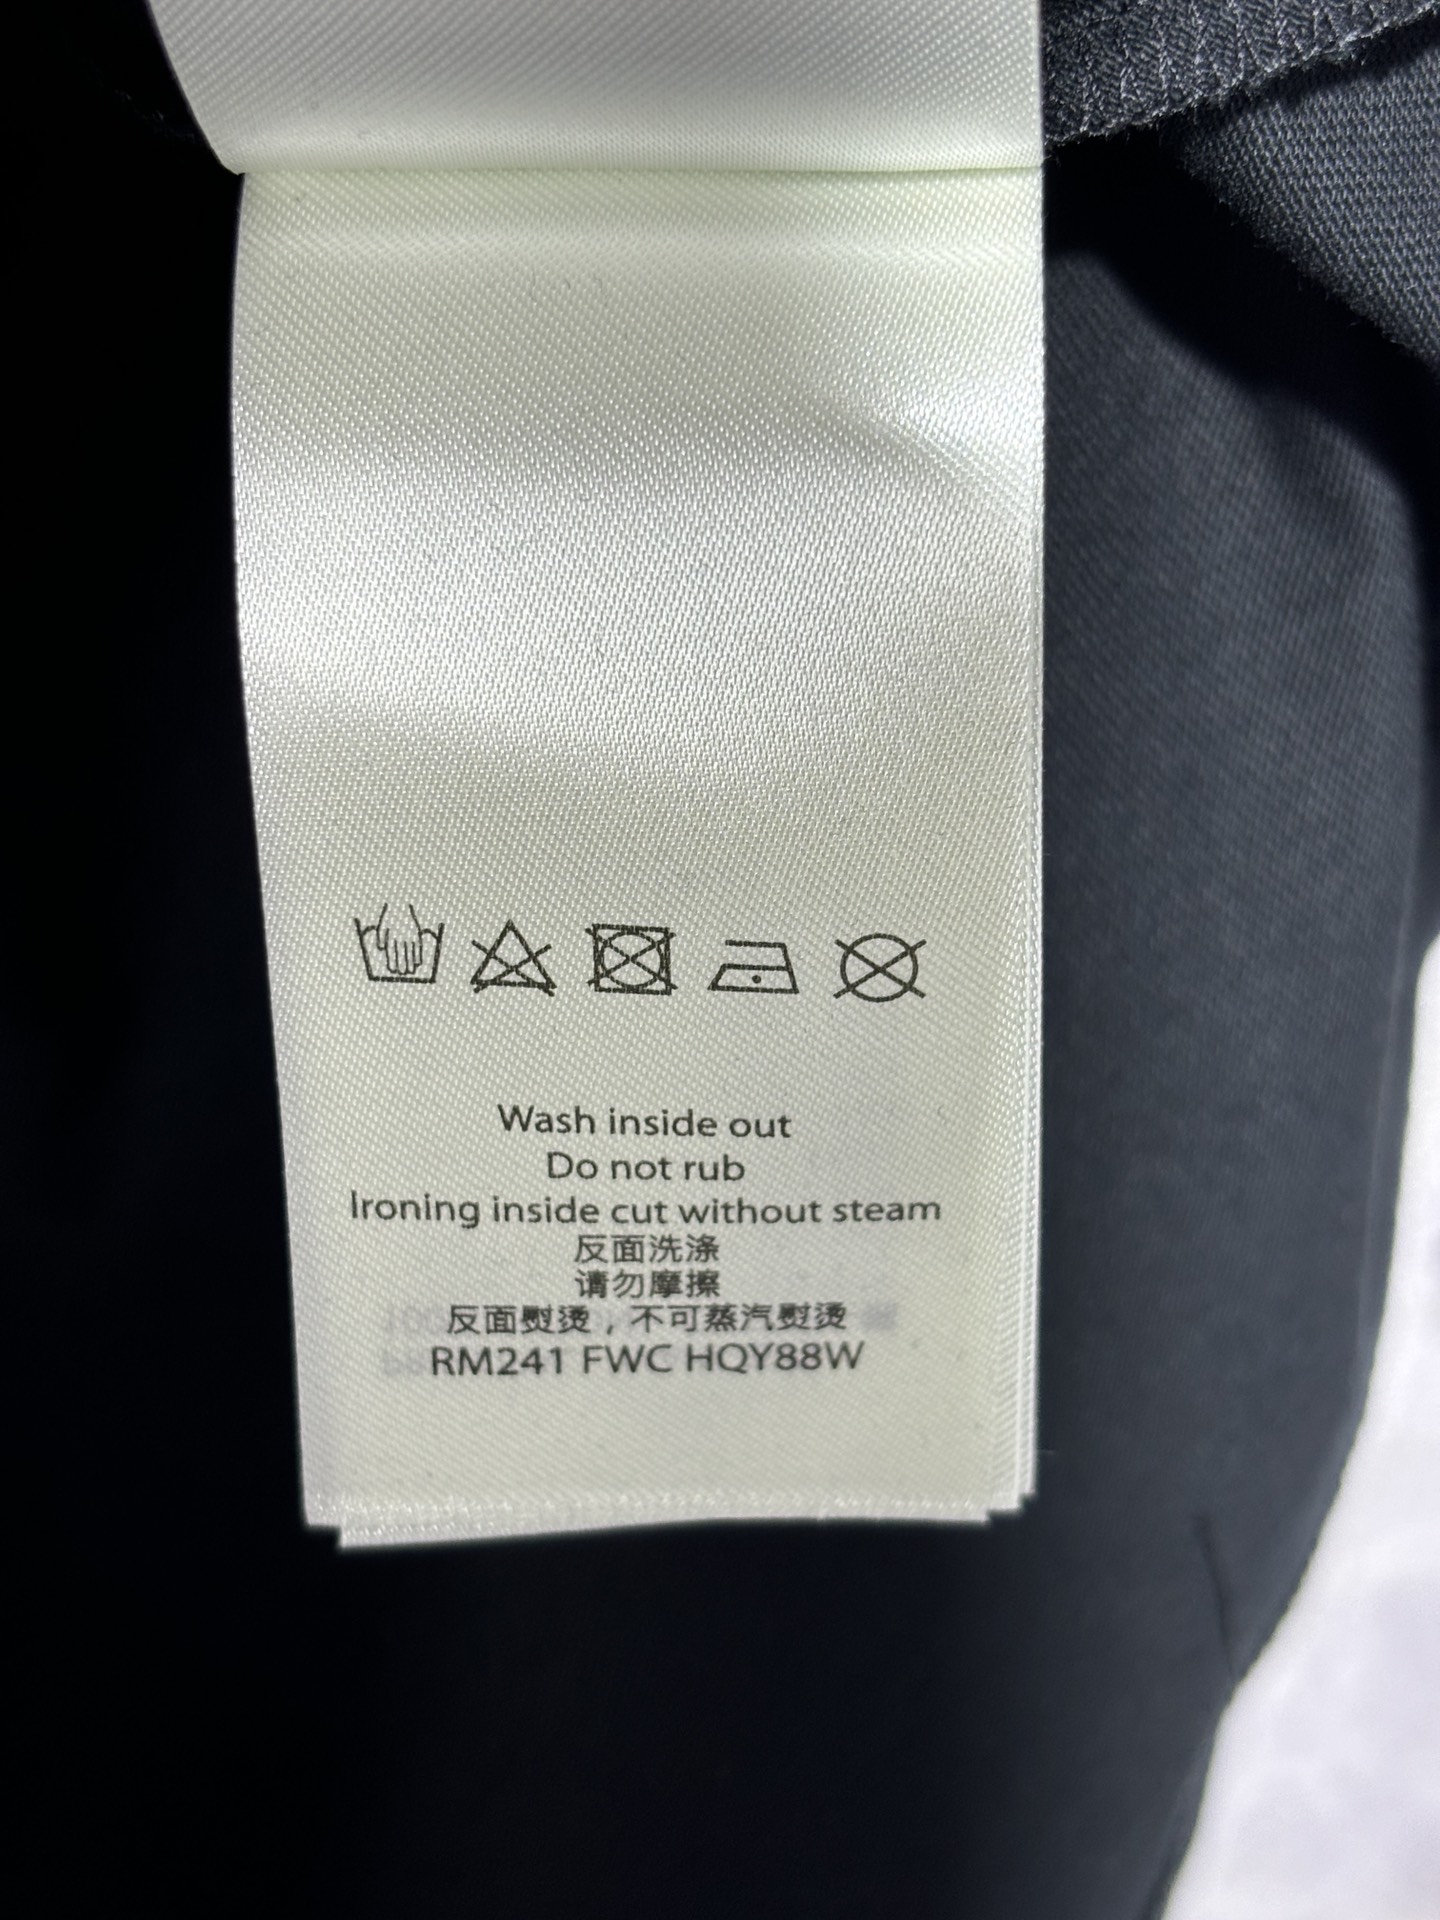 Wash inside out
Do not rub
Ironing inside cut without steam
反面洗涤
请勿摩擦
反面熨烫，不可蒸汽熨烫
RM241 FWC HQY88W